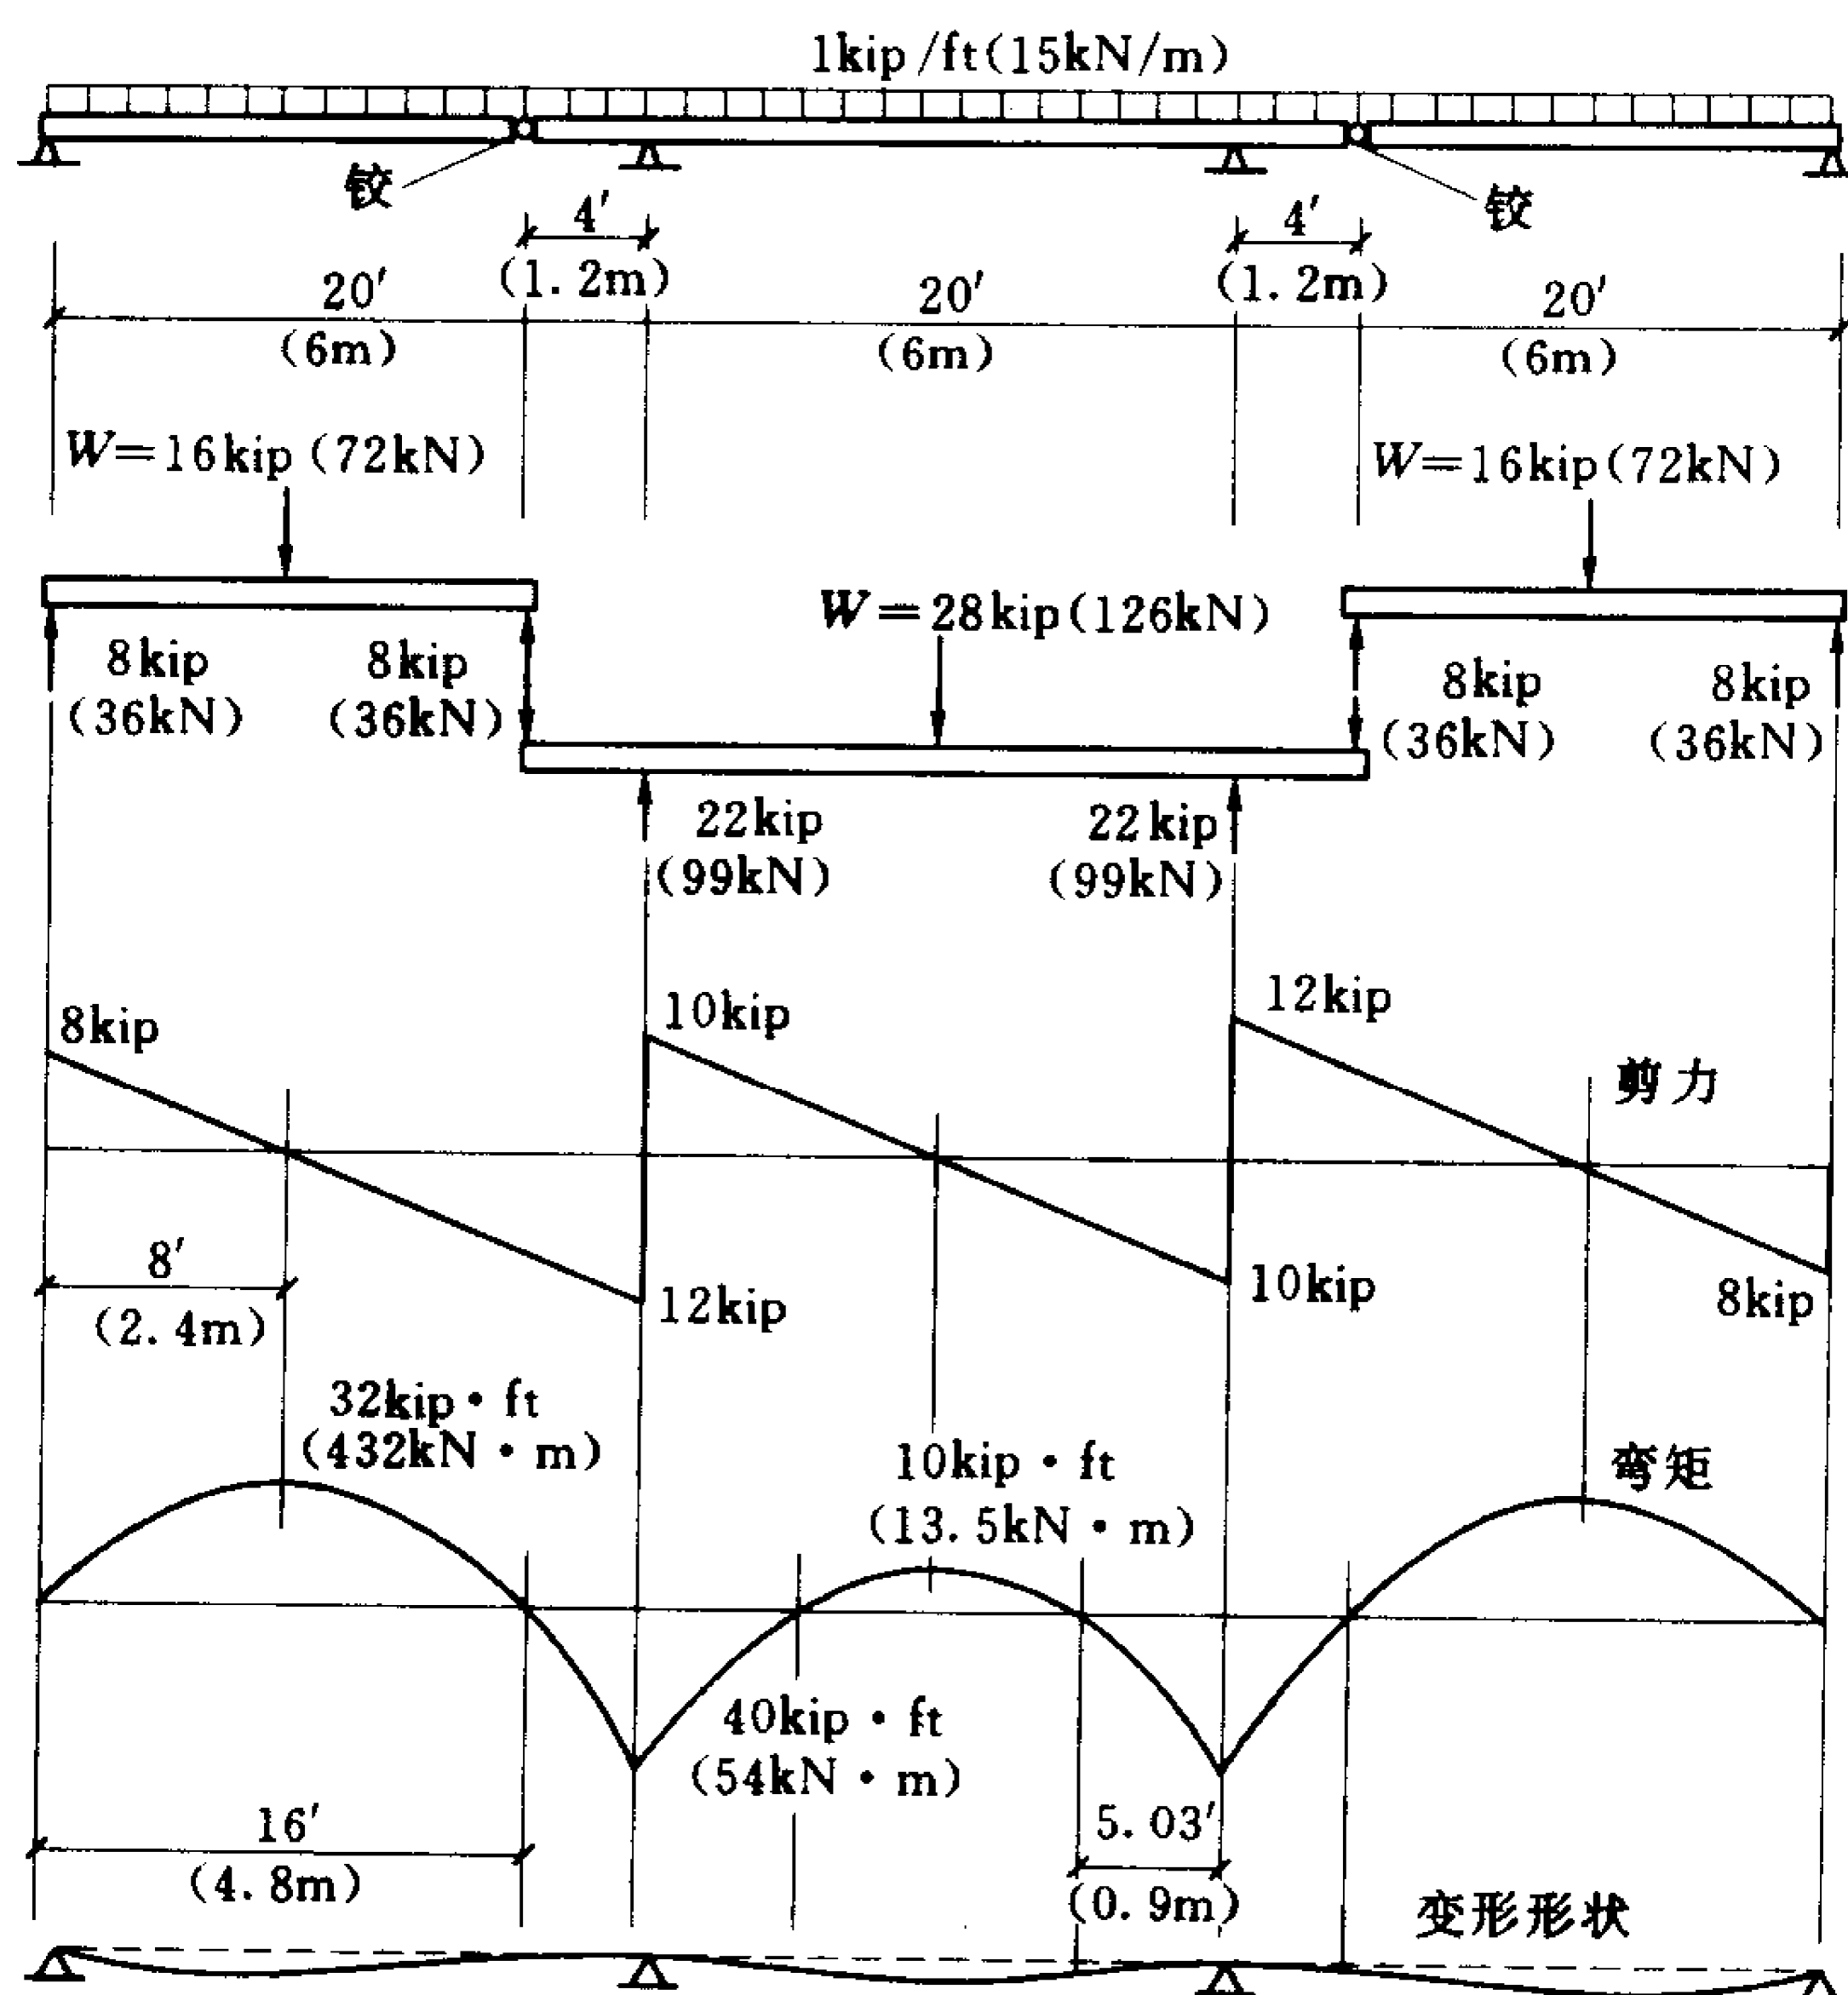 1kip/ft(15kN/m)
铰
铰
4′
(1.2m)
4′
(1.2m)
20′
(6m)
20′
(6m)
20′
(6m)
W=16kip(72kN)
W=16kip(72kN)
W=28kip(126kN)
8kip
(36kN)
8kip
(36kN)
8kip
(36kN)
8kip
(36kN)
22kip
(99kN)
22kip
(99kN)
8kip
10kip
12kip
剪力
8′
(2.4m)
12kip
10kip
8kip
32kip·ft
(432kN·m)
10kip·ft
(13.5kN·m)
弯矩
40kip·ft
(54kN·m)
16′
(4.8m)
5.03′
(0.9m)
变形形状